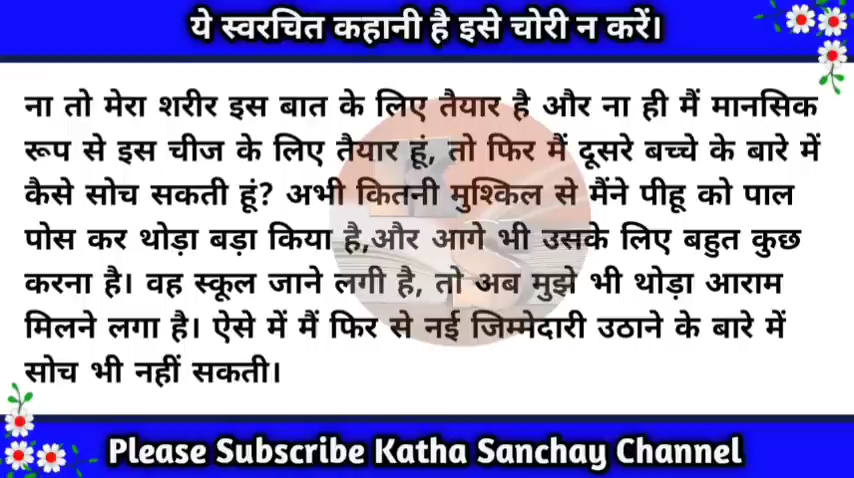 ये स्वरचित कहानी है इसे चोरी न करें।
ना तो मेरा शरीर इस बात के लिए तैयार है और ना ही मैं मानसिक
रूप से इस चीज के लिए तैयार हूं, तो फिर मैं दूसरे बच्चे के बारे में
कैसे सोच सकती हूं? अभी कितनी मुश्किल से मैंने पीहू को पाल
पोस कर थोड़ा बड़ा किया है,और आगे भी उसके लिए बहुत कुछ
करना है। वह स्कूल जाने लगी है, तो अब मुझे भी थोड़ा आराम
मिलने लगा है। ऐसे में मैं फिर से नई जिम्मेदारी उठाने के बारे में
सोच भी नहीं सकती।
Please Subscribe Katha Sanchay Channel